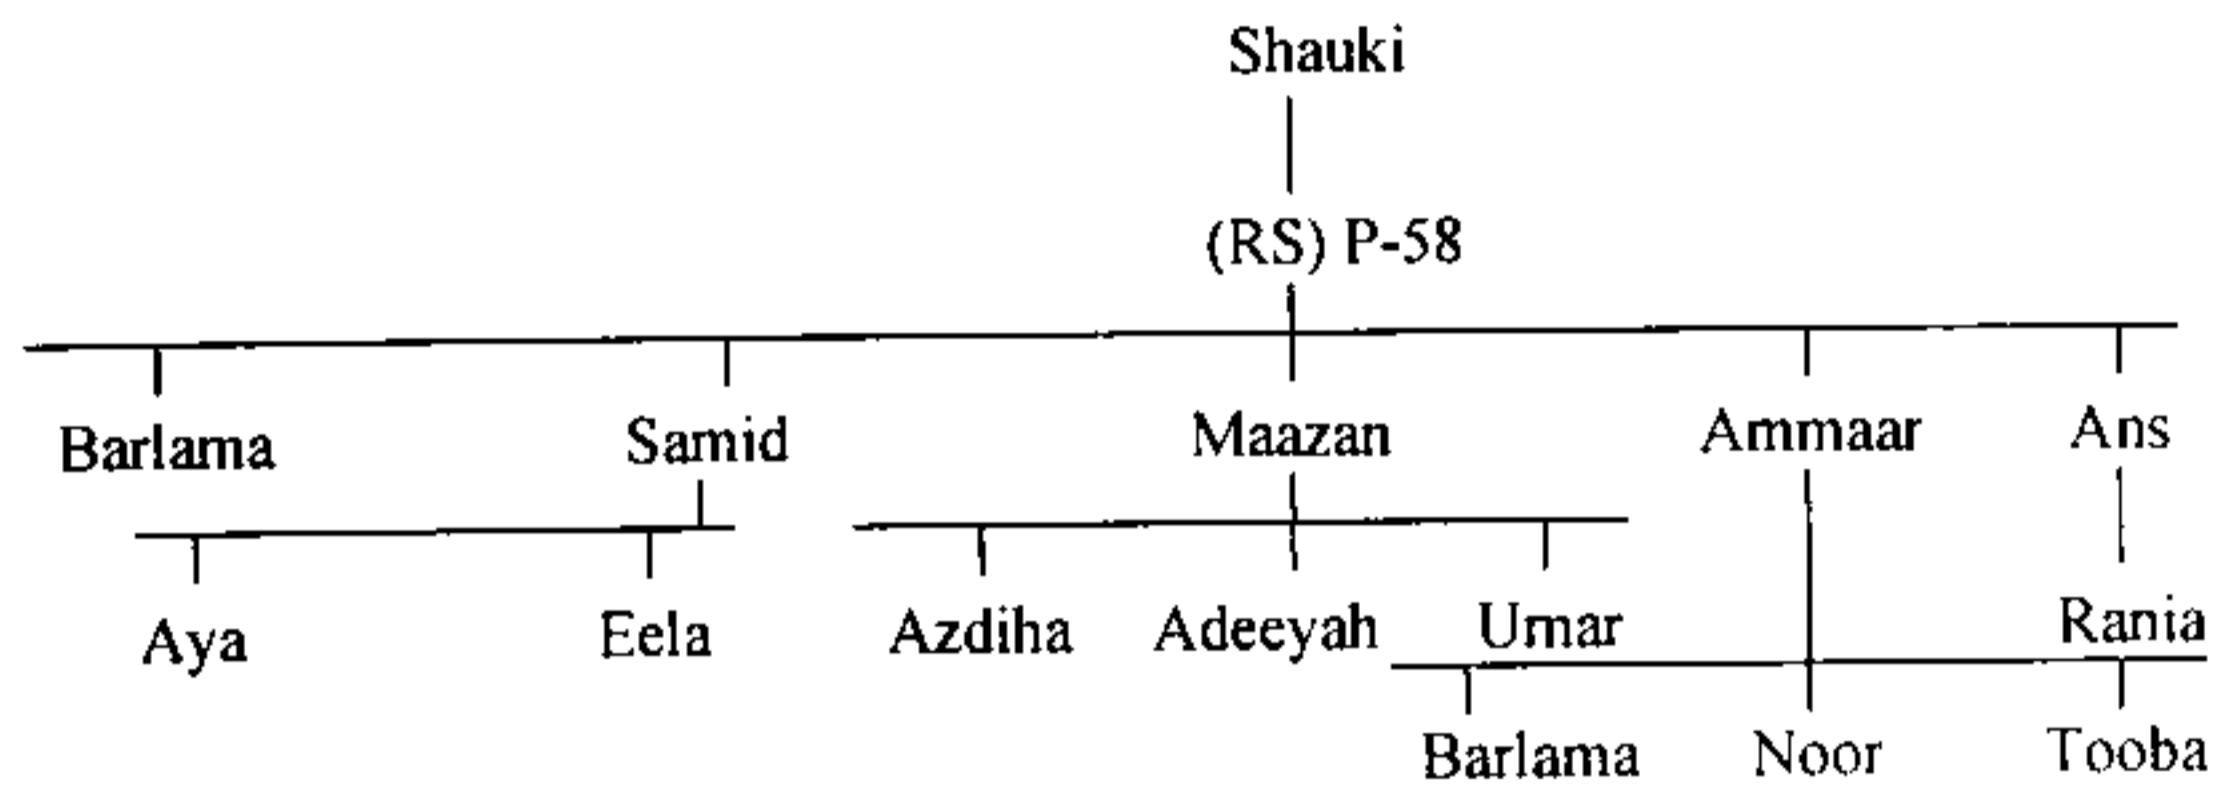 Shauki
(RS) P-58
Barlama Samid Maazan Ammaar Ans
Aya Eela Azdiha Adeeyah Umar Rania
Barlama Noor Tooba